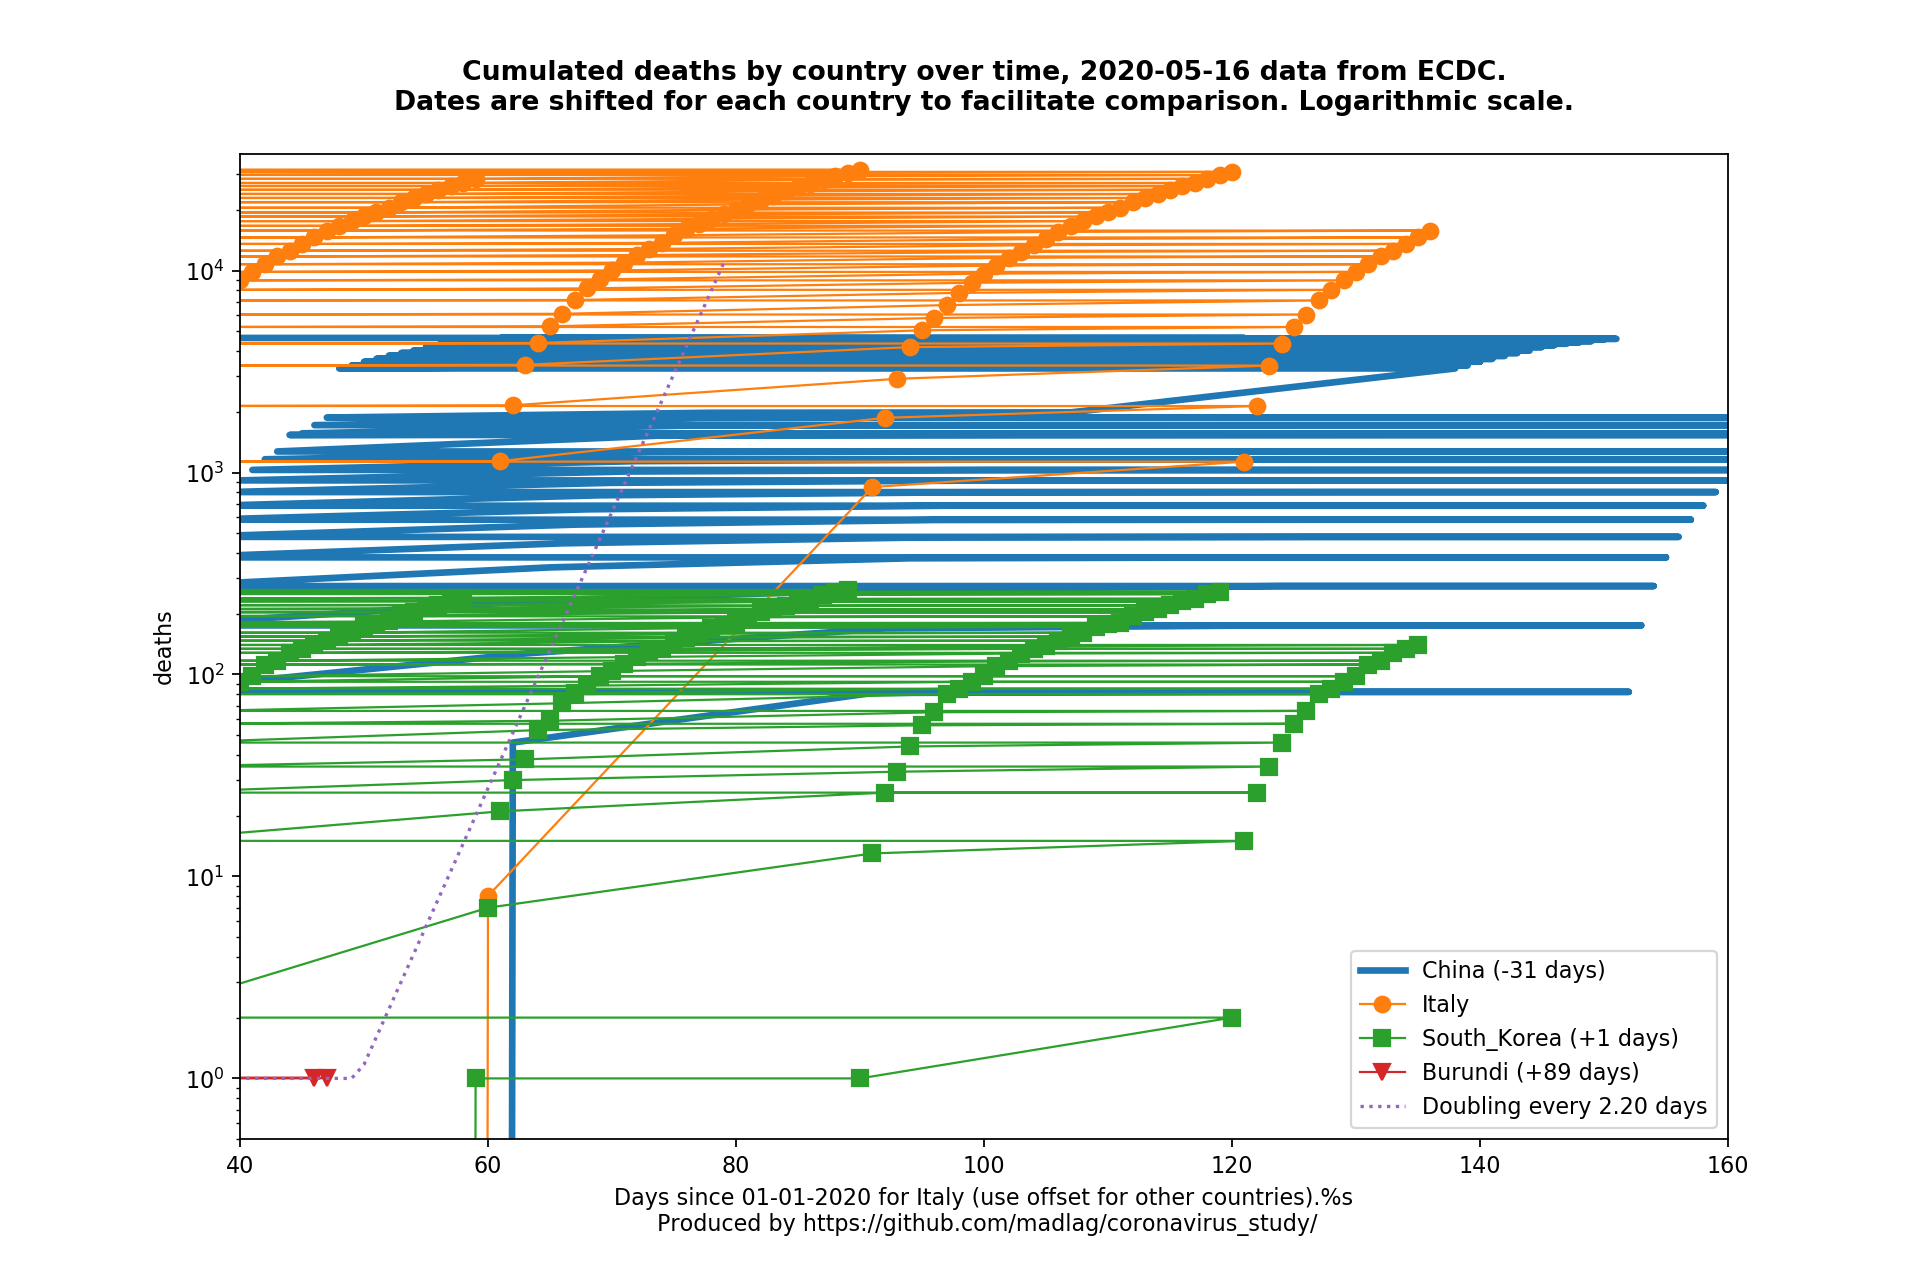 Cumulated deaths by country over time, 2020-05-16 data from ECDC.
Dates are shifted for each country to facilitate comparison. Logarithmic scale.
deaths
10⁴
10³
10²
10¹
10⁰
40 60 80 100 120 140 160
China (-31 days)
Italy
South_Korea (+1 days)
Burundi (+89 days)
Doubling every 2.20 days
Days since 01-01-2020 for Italy (use offset for other countries).%s
Produced by https://github.com/madlag/coronavirus_study/